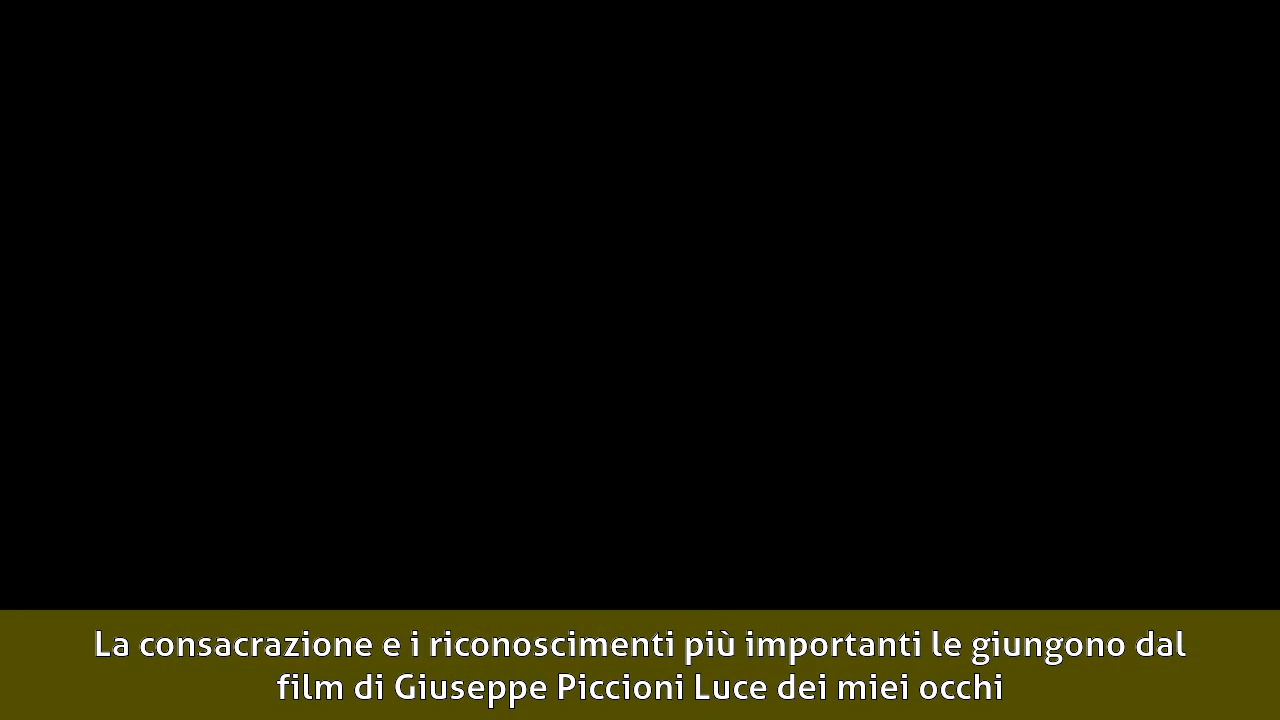 La consacrazione e i riconoscimenti più importanti le giungono dal
film di Giuseppe Piccioni Luce dei miei occhi